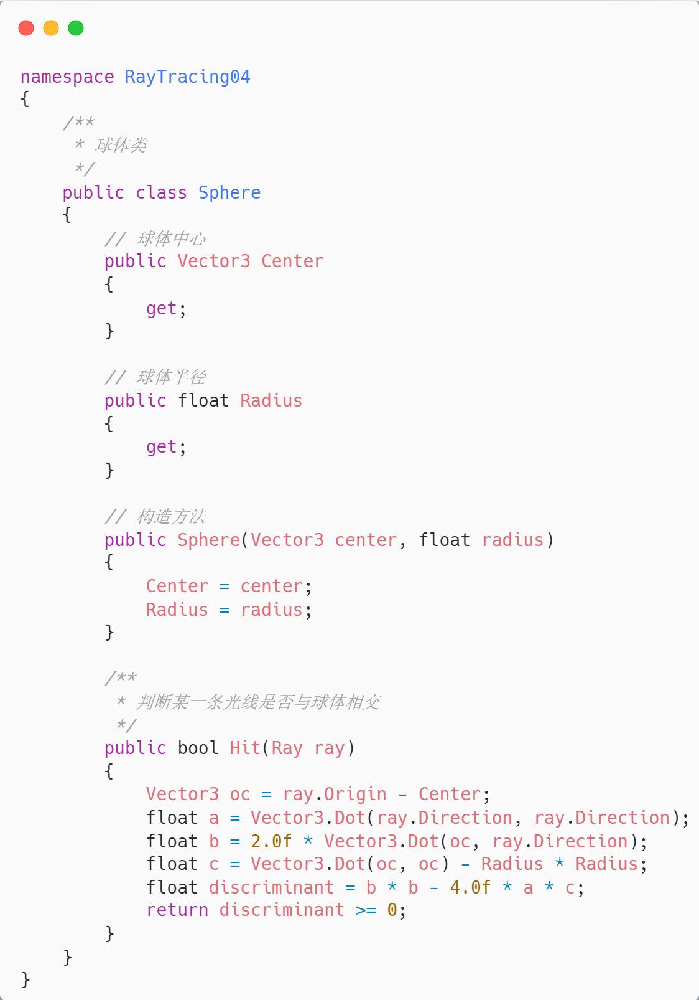 namespace RayTracing04
{
    /**
     * 球体类
     */
    public class Sphere
    {
        // 球体中心
        public Vector3 Center
        {
            get;
        }

        // 球体半径
        public float Radius
        {
            get;
        }

        // 构造方法
        public Sphere(Vector3 center, float radius)
        {
            Center = center;
            Radius = radius;
        }

        /**
         * 判断某一条光线是否与球体相交
         */
        public bool Hit(Ray ray)
        {
            Vector3 oc = ray.Origin - Center;
            float a = Vector3.Dot(ray.Direction, ray.Direction);
            float b = 2.0f * Vector3.Dot(oc, ray.Direction);
            float c = Vector3.Dot(oc, oc) - Radius * Radius;
            float discriminant = b * b - 4.0f * a * c;
            return discriminant >= 0;
        }
    }
}